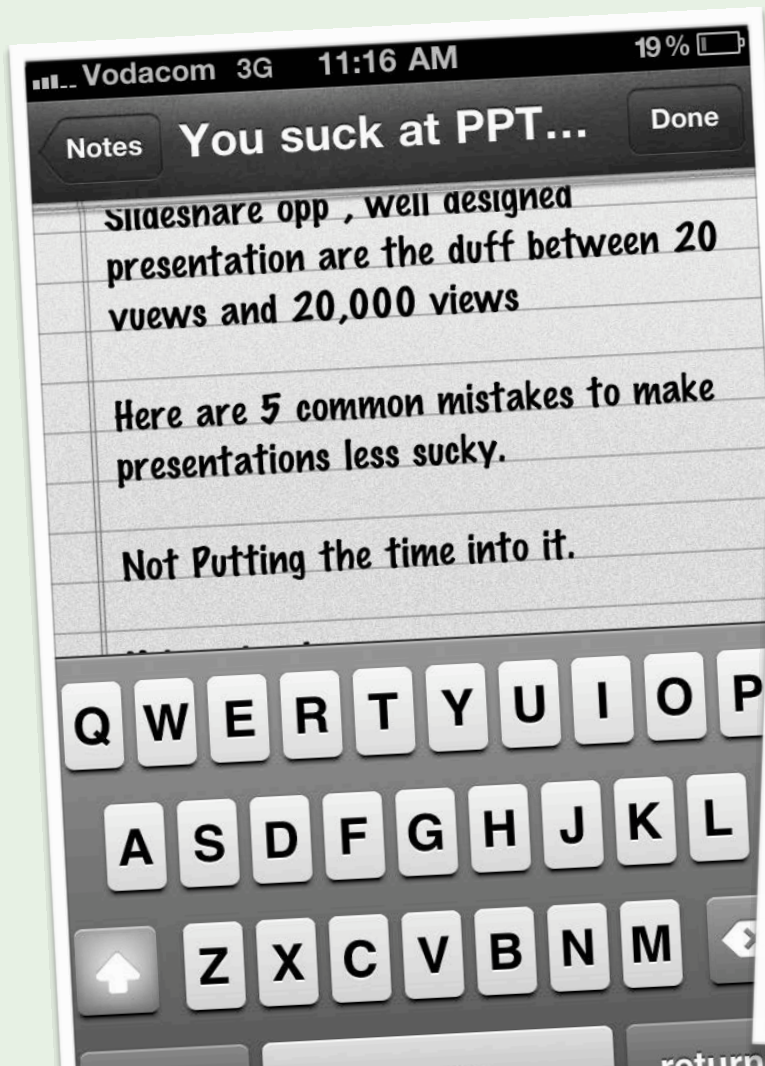 Vodacom 3G 11:16 AM 19%
Notes You suck at PPT... Done
Slideshare opp , well designed
presentation are the duff between 20
vuews and 20,000 views
Here are 5 common mistakes to make
presentations less sucky.
Not Putting the time into it.
Q W E R T Y U I O P
A S D F G H J K L
Z X C V B N M
return